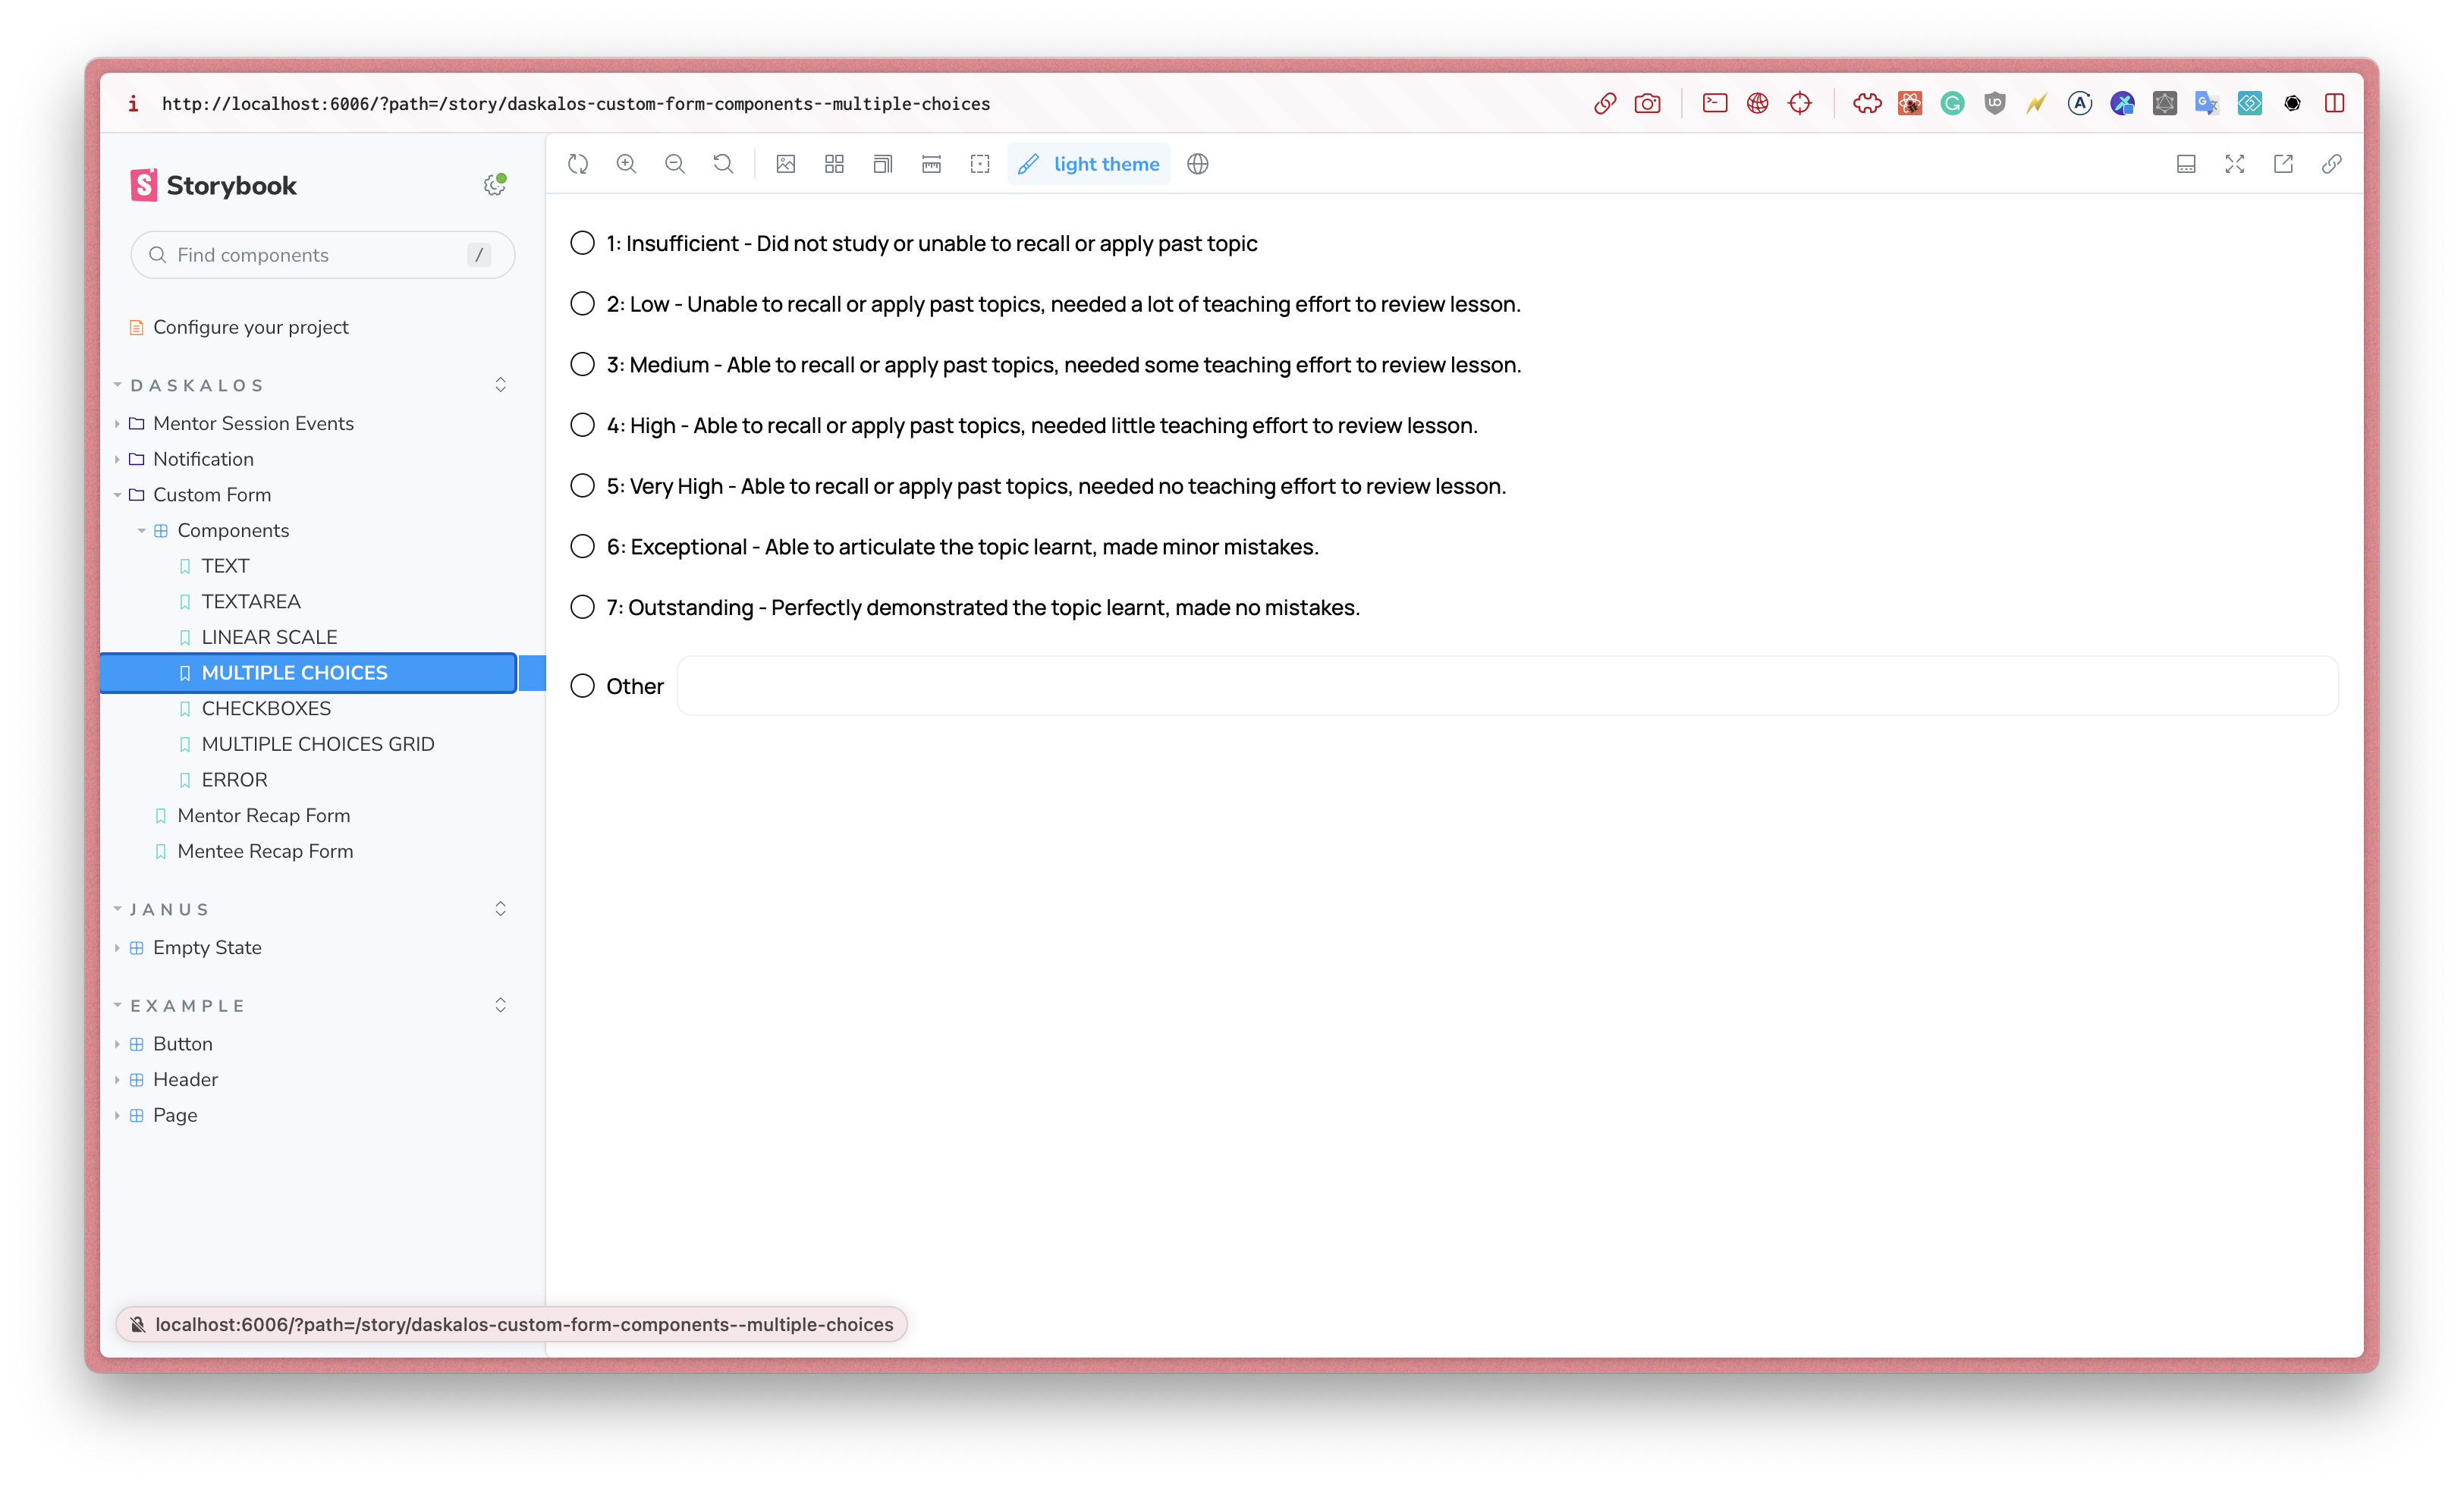 i http://localhost:6006/?path=/story/daskalos-custom-form-components--multiple-choices
Storybook
Find components /
Configure your project
DASKALOS
Mentor Session Events
Notification
Custom Form
Components
TEXT
TEXTAREA
LINEAR SCALE
MULTIPLE CHOICES
CHECKBOXES
MULTIPLE CHOICES GRID
ERROR
Mentor Recap Form
Mentee Recap Form
JANUS
Empty State
EXAMPLE
Button
Header
Page
light theme
1: Insufficient - Did not study or unable to recall or apply past topic
2: Low - Unable to recall or apply past topics, needed a lot of teaching effort to review lesson.
3: Medium - Able to recall or apply past topics, needed some teaching effort to review lesson.
4: High - Able to recall or apply past topics, needed little teaching effort to review lesson.
5: Very High - Able to recall or apply past topics, needed no teaching effort to review lesson.
6: Exceptional - Able to articulate the topic learnt, made minor mistakes.
7: Outstanding - Perfectly demonstrated the topic learnt, made no mistakes.
Other
localhost:6006/?path=/story/daskalos-custom-form-components--multiple-choices